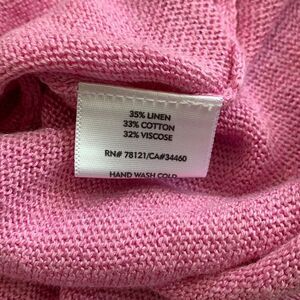 35% LINEN
33% COTTON
32% VISCOSE
RN# 78121/CA#34460
HAND WASH COLD